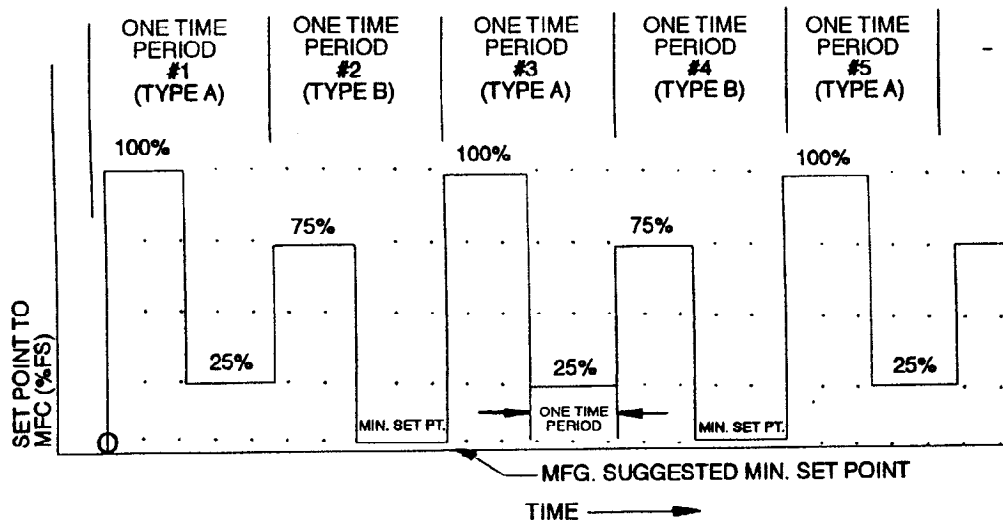 ONE TIME
PERIOD
#1
(TYPE A)
ONE TIME
PERIOD
#2
(TYPE B)
ONE TIME
PERIOD
#3
(TYPE A)
ONE TIME
PERIOD
#4
(TYPE B)
ONE TIME
PERIOD
#5
(TYPE A)
100%
100%
100%
75%
75%
25%
25%
25%
MIN. SET PT.
ONE TIME
PERIOD
MIN. SET PT.
SET POINT TO
MFC (%FS)
MFG. SUGGESTED MIN. SET POINT
TIME